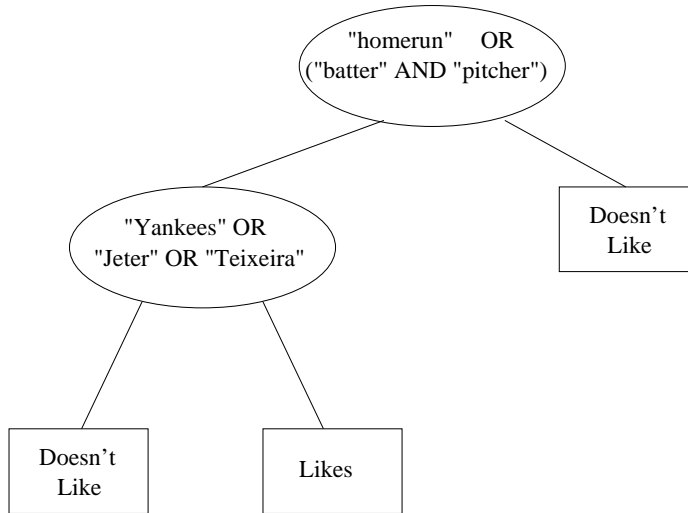 "homerun" OR
("batter" AND "pitcher")
"Yankees" OR
"Jeter" OR "Teixeira"
Doesn't
Like
Doesn't
Like
Likes